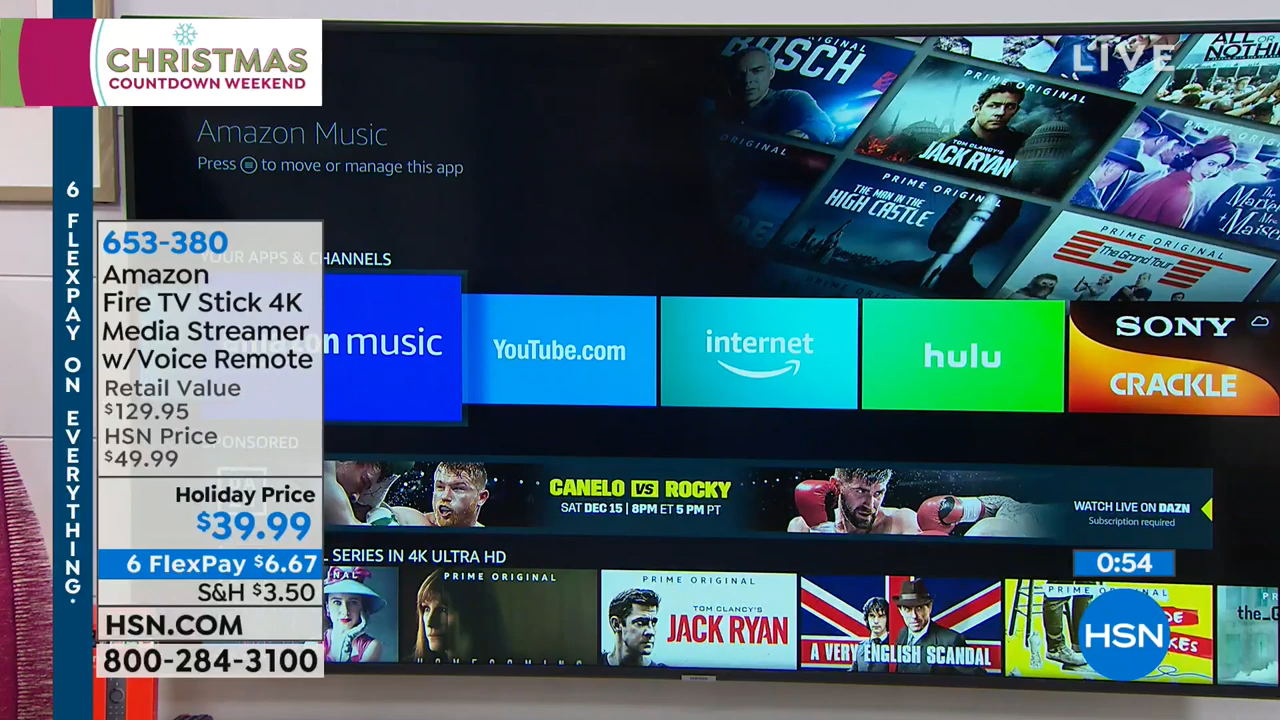 CHRISTMAS
COUNTDOWN WEEKEND
6 FLEXPAY ON EVERYTHING.
653-380
Amazon
Fire TV Stick 4K
Media Streamer
w/Voice Remote
Retail Value
$129.95
HSN Price
$49.99
Holiday Price
$39.99
6 FlexPay $6.67
S&H $3.50
HSN.COM
800-284-3100
LIVE
Amazon Music
Press to move or manage this app
BOSCH
ALL OR
NOTHING
PRIME ORIGINAL
TOM CLANCY'S
JACK RYAN
ORIGINAL
PRIME ORIGINAL
THE MAN IN THE
HIGH CASTLE
PRIME ORIGINAL
The Grand Tour
YOUR APPS & CHANNELS
music
YouTube.com
internet
hulu
SONY
CRACKLE
SPONSORED
CANELO VS ROCKY
SAT DEC 15 | 8PM ET 5 PM PT
WATCH LIVE ON DAZN
Subscription required
SERIES IN 4K ULTRA HD
PRIME ORIGINAL
HOMECOMING
PRIME ORIGINAL
TOM CLANCY'S
JACK RYAN
A VERY ENGLISH SCANDAL
0:54
HSN